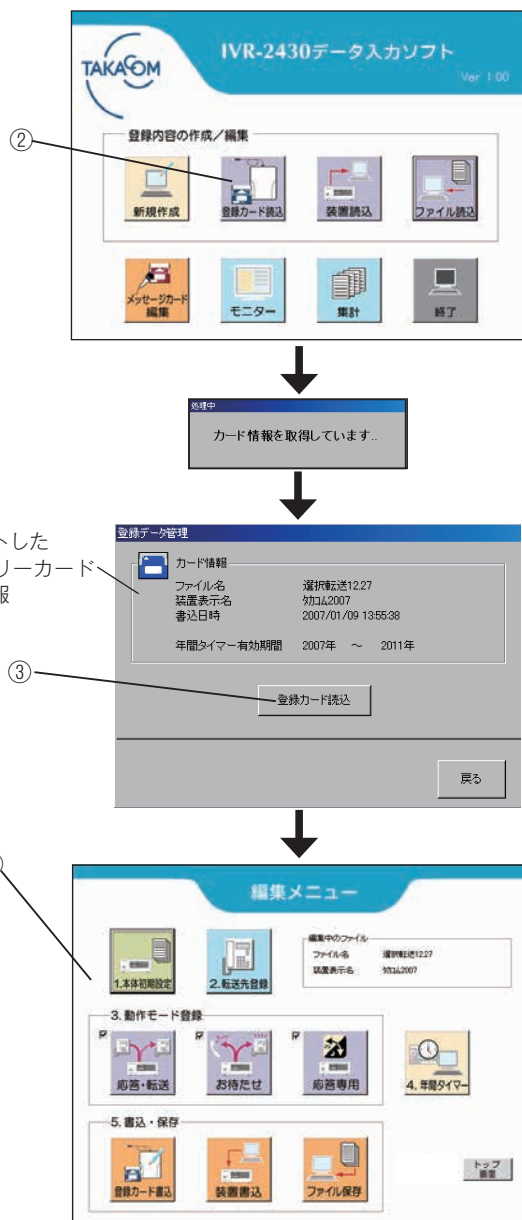 TAKACOM
IVR-2430データ入力ソフト
Ver 1.00
②
登録内容の作成/編集
新規作成
登録カード読込
装置読込
ファイル読込
メッセージカード
編集
モニター
集計
終了
処理中
カード情報を取得しています..
登録データ管理
トした
リーカード
報
カード情報
ファイル名 選択転送12.27
装置表示名 タカコム2007
書込日時 2007/01/09 13:55:38
年間タイマー有効期間 2007年 ~ 2011年
③
登録カード読込
戻る
編集メニュー
1.本体初期設定
2.転送先登録
編集中のファイル
ファイル名 選択転送12.27
装置表示名 タカコム2007
3. 動作モード登録
応答・転送
お待たせ
応答専用
4. 年間タイマー
5. 書込・保存
登録カード書込
装置書込
ファイル保存
トップ
画面